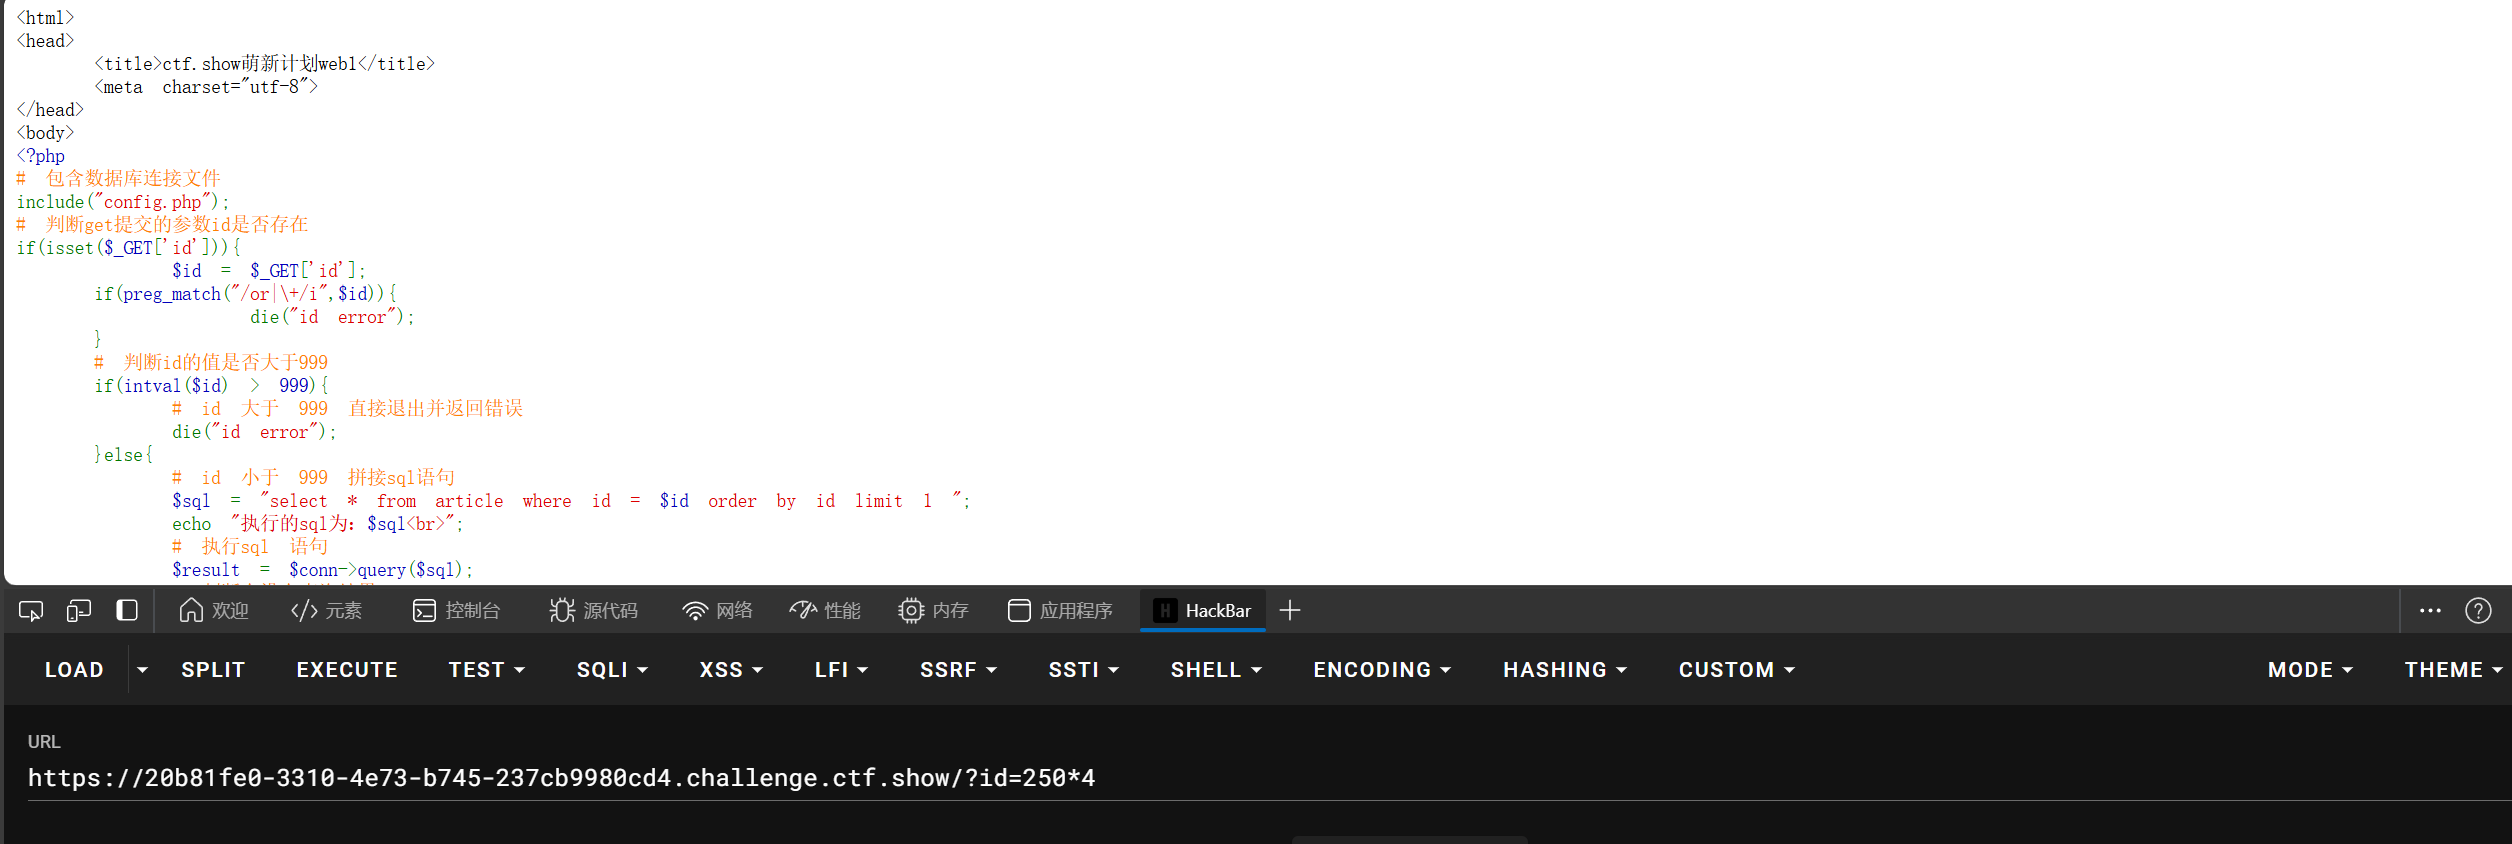 <html>
<head>
<title>ctf.show萌新计划web1</title>
<meta charset="utf-8">
</head>
<body>
<?php
# 包含数据库连接文件
include("config.php");
# 判断get提交的参数id是否存在
if(isset($_GET['id'])){
$id = $_GET['id'];
if(preg_match("/or|\+/i",$id)){
die("id error");
}
# 判断id的值是否大于999
if(intval($id) > 999){
# id 大于 999 直接退出并返回错误
die("id error");
}else{
# id 小于 999 拼接sql语句
$sql = "select * from article where id = $id order by id limit 1 ";
echo "执行的sql为：$sql<br>";
# 执行sql 语句
$result = $conn->query($sql);
欢迎 </> 元素 控制台 源代码 网络 性能 内存 应用程序 H HackBar
LOAD SPLIT EXECUTE TEST SQLI XSS LFI SSRF SSTI SHELL ENCODING HASHING CUSTOM MODE THEME
URL
https://20b81fe0-3310-4e73-b745-237cb9980cd4.challenge.ctf.show/?id=250*4